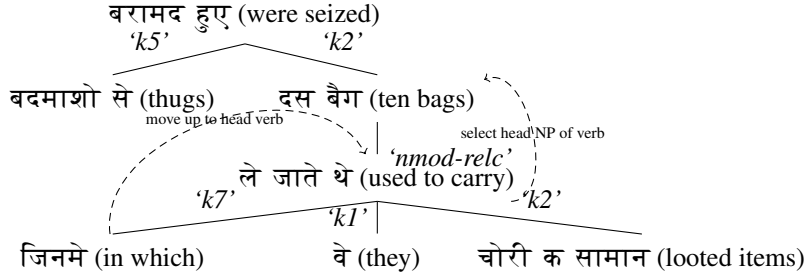 बरामद हुए (were seized)
‘k5’ ‘k2’
बदमाशो से (thugs) दस बैग (ten bags)
move up to head verb select head NP of verb
‘nmod-relc’
ले जाते थे (used to carry)
‘k7’ ‘k1’ ‘k2’
जिनमे (in which) वे (they) चोरी क सामान (looted items)